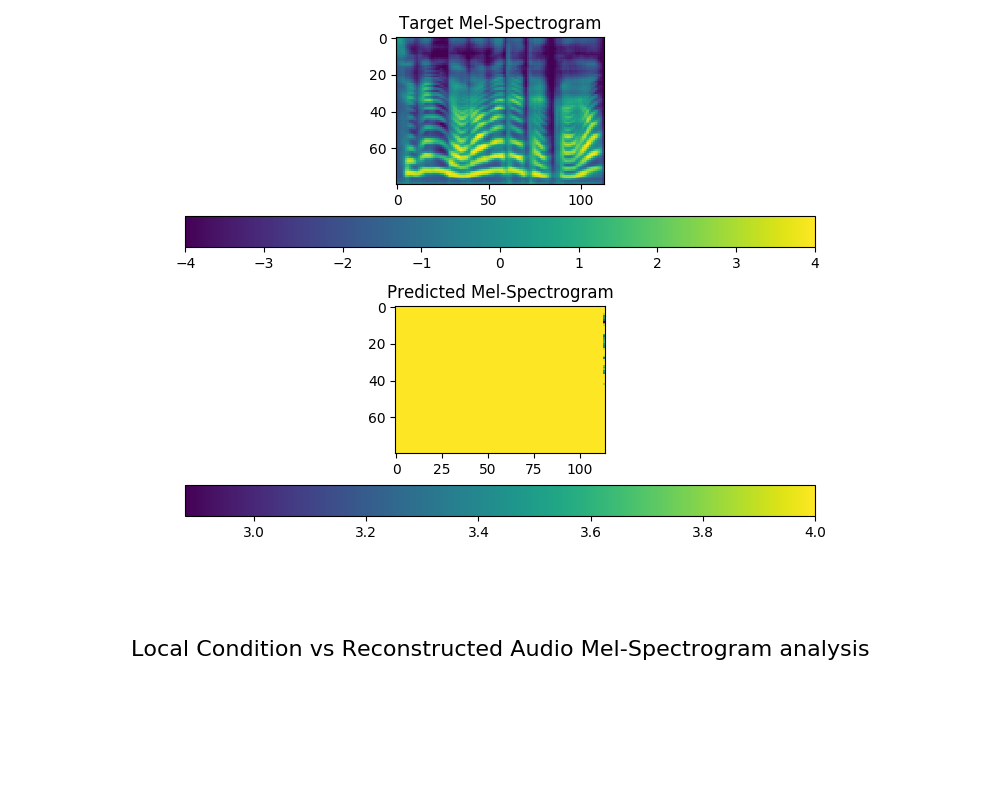 Target Mel-Spectrogram
0
20
40
60
0 50 100
−4 −3 −2 −1 0 1 2 3 4
Predicted Mel-Spectrogram
0
20
40
60
0 25 50 75 100
3.0 3.2 3.4 3.6 3.8 4.0
Local Condition vs Reconstructed Audio Mel-Spectrogram analysis